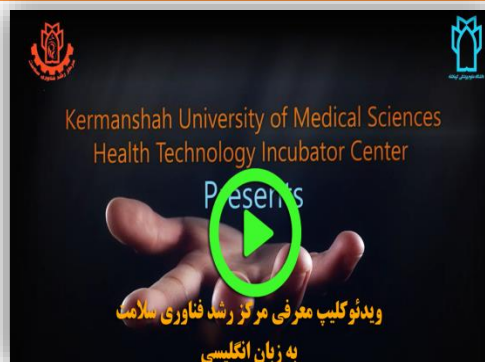 Kermanshah University of Medical Sciences
Health Technology Incubator Center
Presents
ویدئوکلیپ معرفی مرکز رشد فناوری سلامت
به زبان انگلیسی